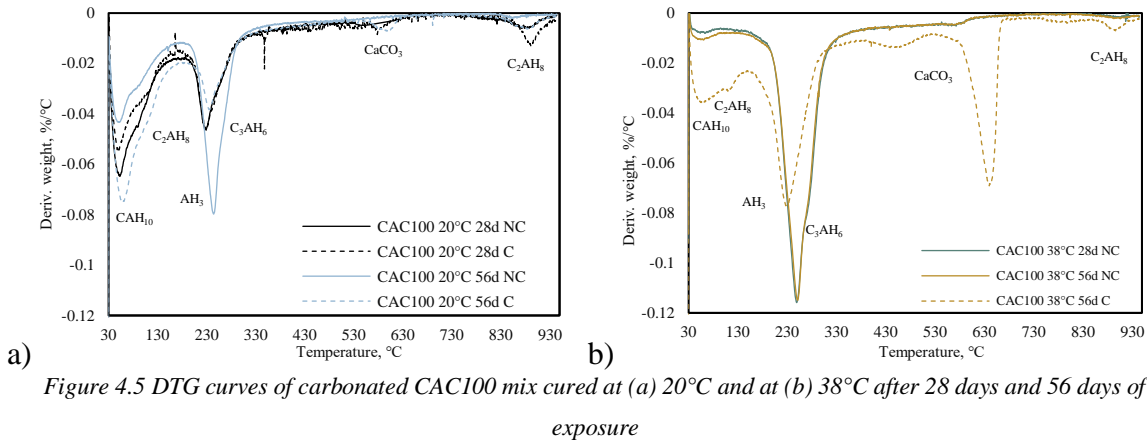 0
-0.02
-0.04
-0.06
-0.08
-0.1
-0.12
30 130 230 330 430 530 630 730 830 930
Deriv. weight, %/°C
Temperature, °C
CaCO₃
C₂AH₈
C₂AH₈
C₃AH₆
AH₃
CAH₁₀
CAC100 20°C 28d NC
CAC100 20°C 28d C
CAC100 20°C 56d NC
CAC100 20°C 56d C
a)
0
-0.02
-0.04
-0.06
-0.08
-0.1
-0.12
30 130 230 330 430 530 630 730 830 930
Deriv. weight, %/°C
Temperature, °C
CaCO₃
C₂AH₈
C₂AH₈
CAH₁₀
AH₃
C₃AH₆
CAC100 38°C 28d NC
CAC100 38°C 56d NC
CAC100 38°C 56d C
b)
Figure 4.5 DTG curves of carbonated CAC100 mix cured at (a) 20°C and at (b) 38°C after 28 days and 56 days of
exposure